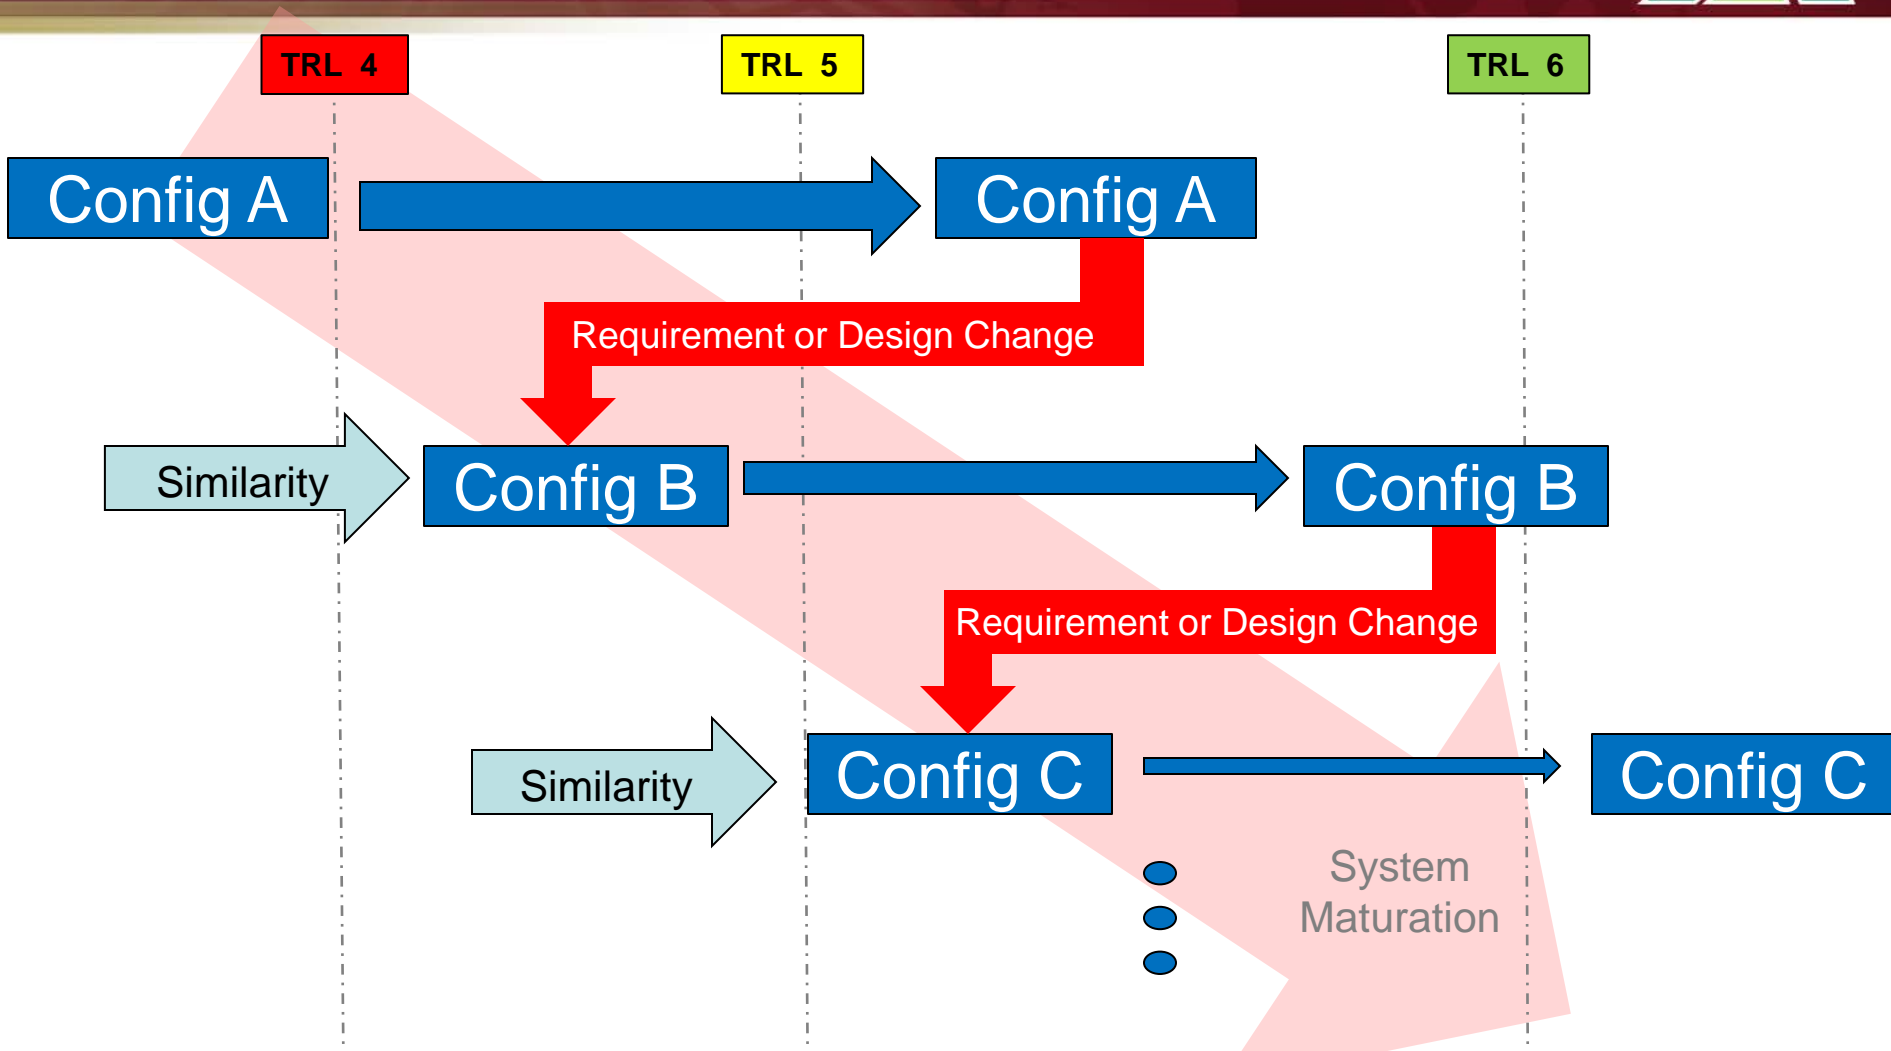 TRL 4
TRL 5
TRL 6
Config A
Config A
Requirement or Design Change
Similarity
Config B
Config B
Requirement or Design Change
Similarity
Config C
Config C
System
Maturation